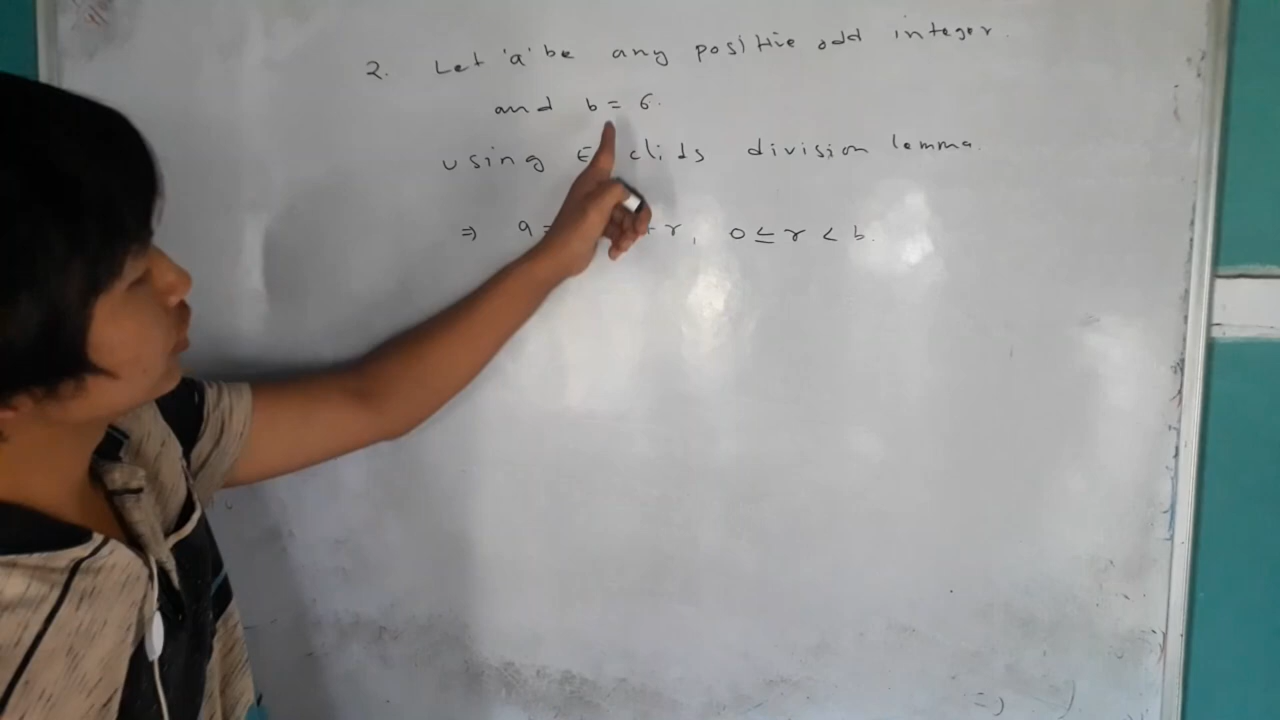 2. Let 'a' be any positive odd integer.
and b = 6.
using clids division lemma.
⇒ a = + r, 0 ≤ r < b.